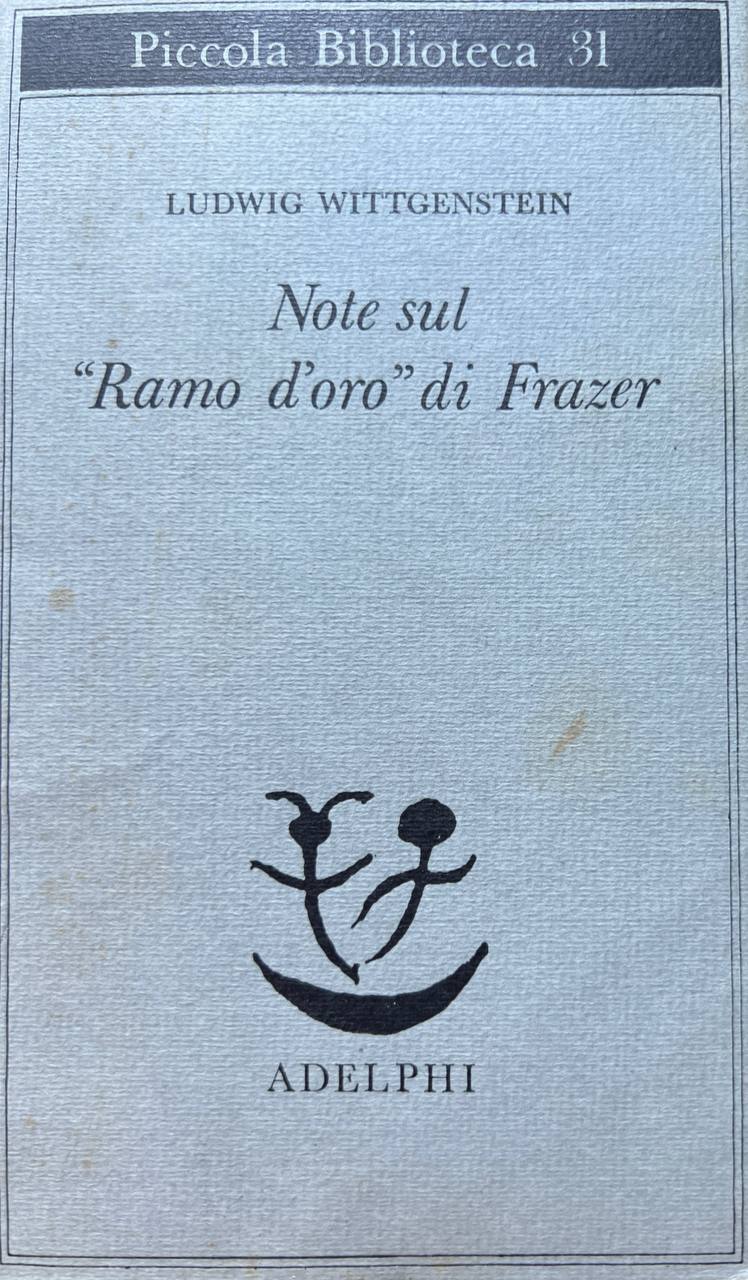 Piccola Biblioteca 31
LUDWIG WITTGENSTEIN
Note sul
“Ramo d’oro” di Frazer
ADELPHI